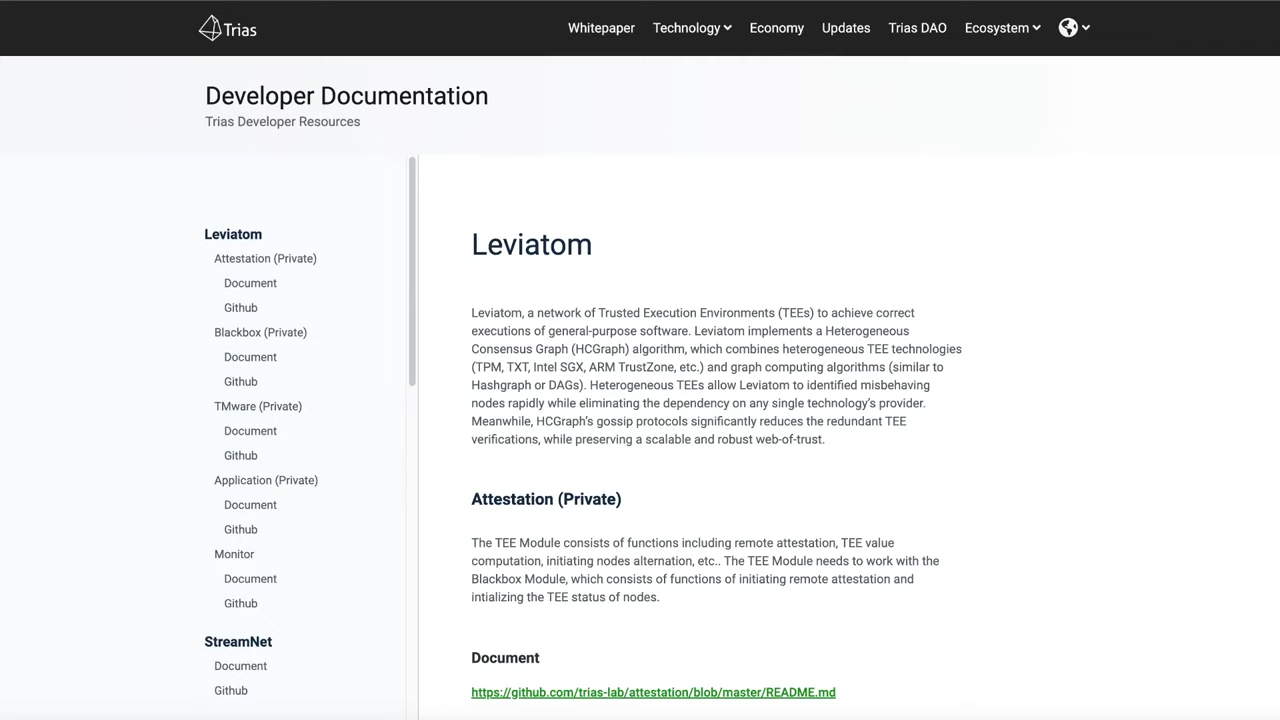 Trias
Whitepaper
Technology
Economy
Updates
Trias DAO
Ecosystem
Developer Documentation
Trias Developer Resources
Leviatom
Attestation (Private)
Document
Github
Blackbox (Private)
Document
Github
TMware (Private)
Document
Github
Application (Private)
Document
Github
Monitor
Document
Github
StreamNet
Document
Github
Leviatom
Leviatom, a network of Trusted Execution Environments (TEEs) to achieve correct
executions of general-purpose software. Leviatom implements a Heterogeneous
Consensus Graph (HCGraph) algorithm, which combines heterogeneous TEE technologies
(TPM, TXT, Intel SGX, ARM TrustZone, etc.) and graph computing algorithms (similar to
Hashgraph or DAGs). Heterogeneous TEEs allow Leviatom to identified misbehaving
nodes rapidly while eliminating the dependency on any single technology's provider.
Meanwhile, HCGraph's gossip protocols significantly reduces the redundant TEE
verifications, while preserving a scalable and robust web-of-trust.
Attestation (Private)
The TEE Module consists of functions including remote attestation, TEE value
computation, initiating nodes alternation, etc.. The TEE Module needs to work with the
Blackbox Module, which consists of functions of initiating remote attestation and
intializing the TEE status of nodes.
Document
https://github.com/trias-lab/attestation/blob/master/README.md